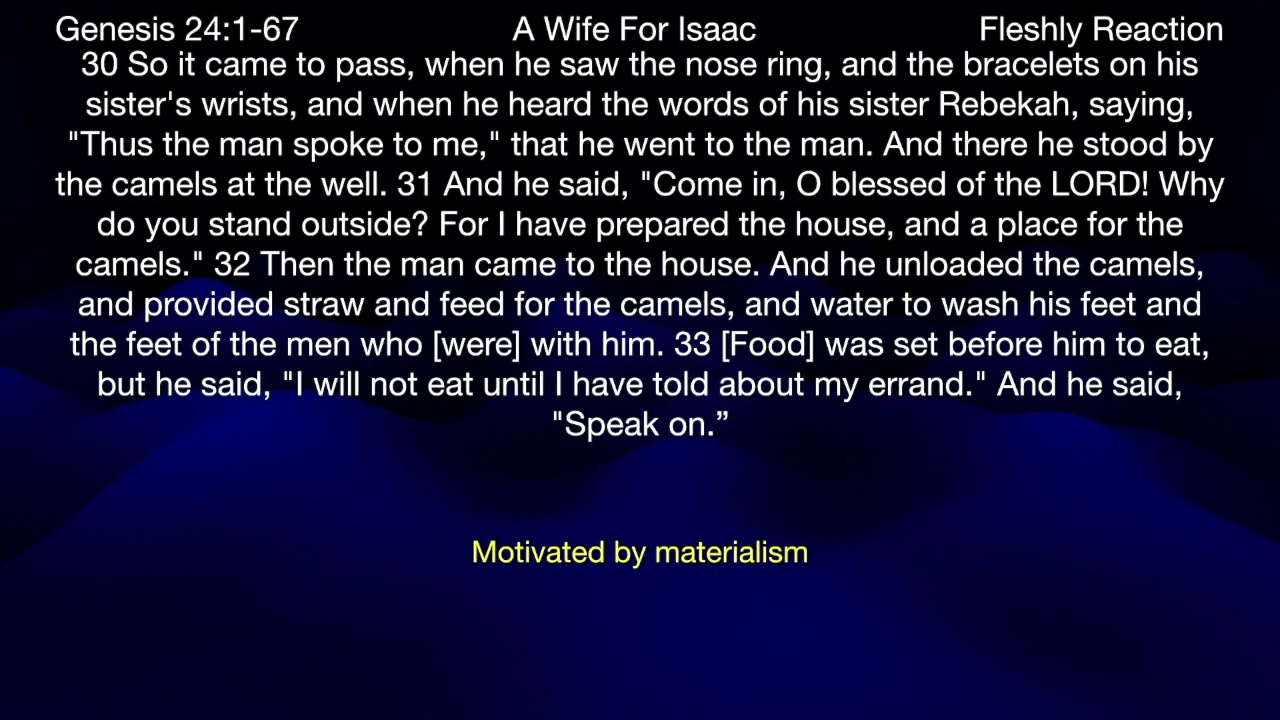 Genesis 24:1-67 A Wife For Isaac Fleshly Reaction
30 So it came to pass, when he saw the nose ring, and the bracelets on his
sister's wrists, and when he heard the words of his sister Rebekah, saying,
"Thus the man spoke to me," that he went to the man. And there he stood by
the camels at the well. 31 And he said, "Come in, O blessed of the LORD! Why
do you stand outside? For I have prepared the house, and a place for the
camels." 32 Then the man came to the house. And he unloaded the camels,
and provided straw and feed for the camels, and water to wash his feet and
the feet of the men who [were] with him. 33 [Food] was set before him to eat,
but he said, "I will not eat until I have told about my errand." And he said,
"Speak on.”
Motivated by materialism